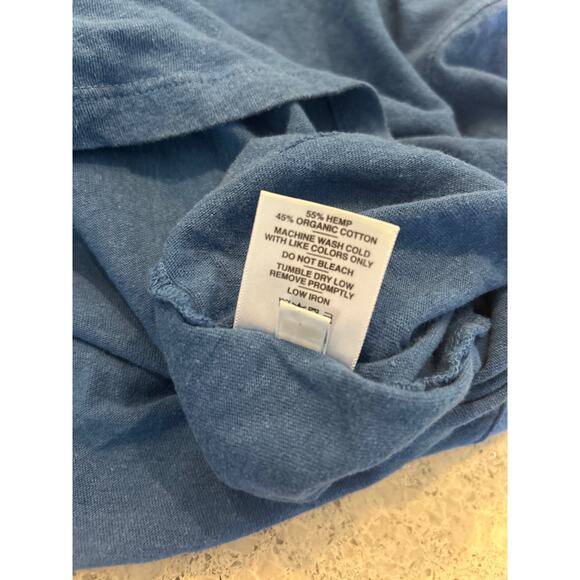 55% HEMP
45% ORGANIC COTTON
MACHINE WASH COLD
WITH LIKE COLORS ONLY
DO NOT BLEACH
TUMBLE DRY LOW
REMOVE PROMPTLY
LOW IRON